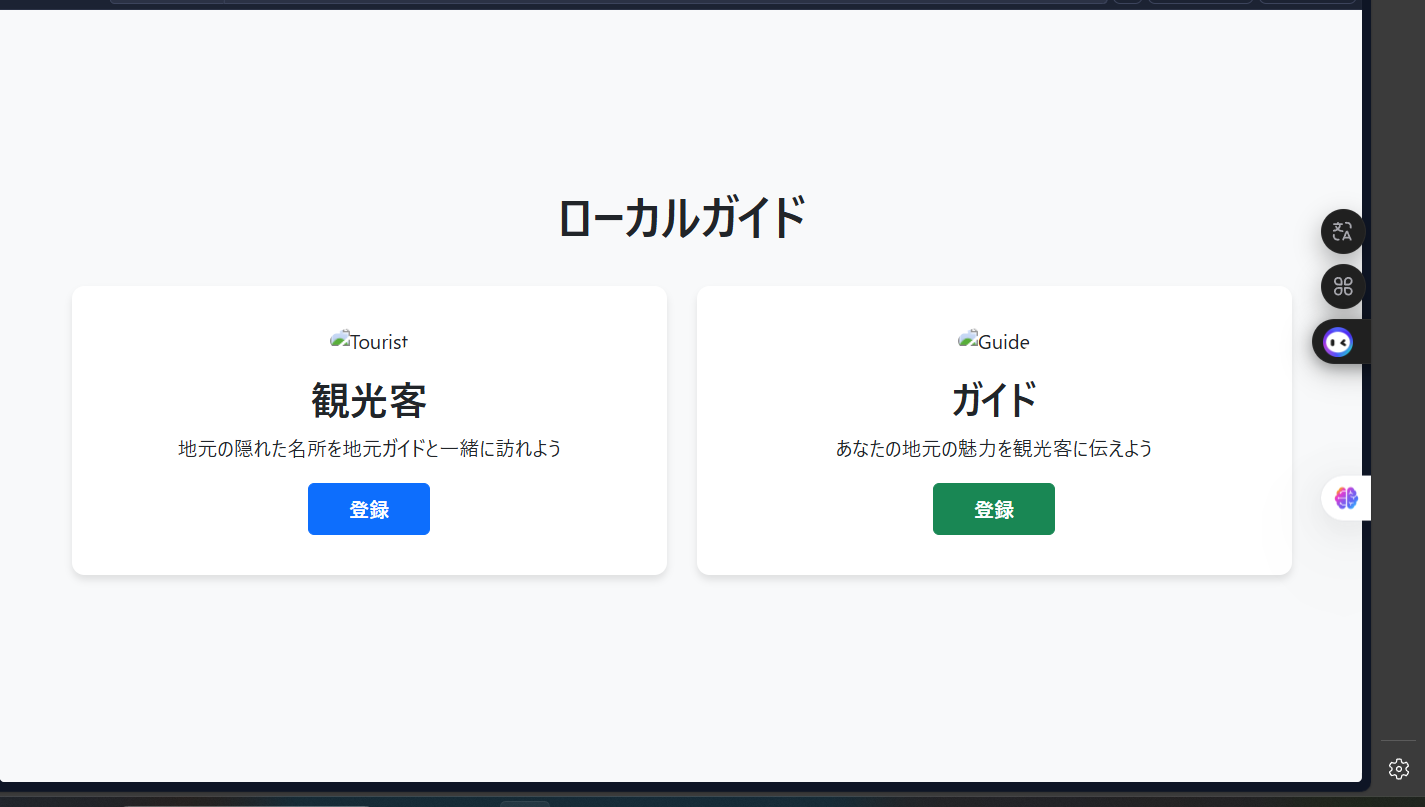 ローカルガイド
Tourist
観光客
地元の隠れた名所を地元ガイドと一緒に訪れよう
登録
Guide
ガイド
あなたの地元の魅力を観光客に伝えよう
登録